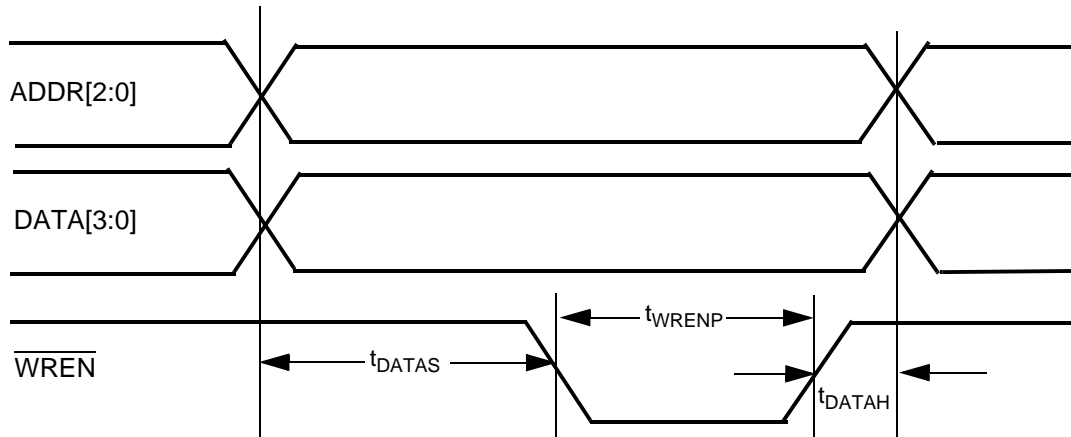 ADDR[2:0]
DATA[3:0]
tWRENP
WREN
tDATAS
tDATAH